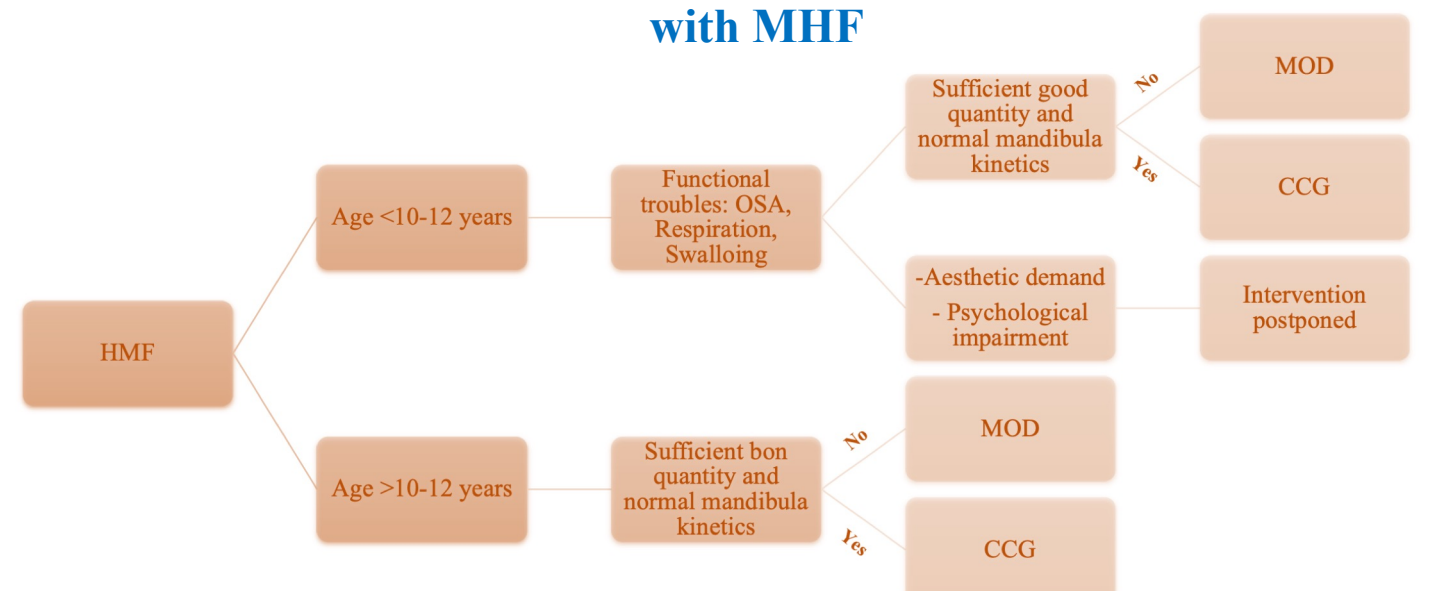 with MHF
HMF
Age <10-12 years
Functional
troubles: OSA,
Respiration,
Swalloing
Sufficient good
quantity and
normal mandibula
kinetics
No
MOD
Yes
CCG
-Aesthetic demand
- Psychological
impairment
Intervention
postponed
Age >10-12 years
Sufficient bon
quantity and
normal mandibula
kinetics
No
MOD
Yes
CCG